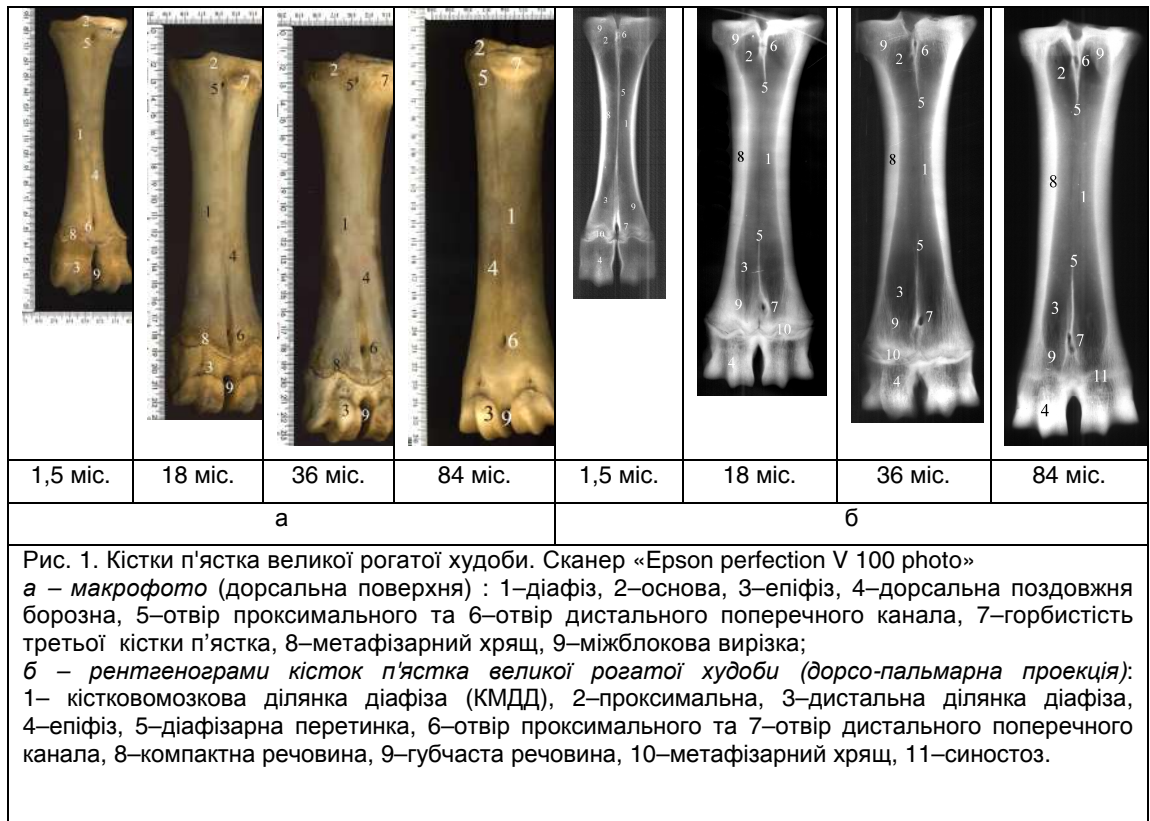 1,5 міс. 18 міс. 36 міс. 84 міс. 1,5 міс. 18 міс. 36 міс. 84 міс.
а б
Рис. 1. Кістки п'ястка великої рогатої худоби. Сканер «Epson perfection V 100 photo»
а – макрофото (дорсальна поверхня) : 1–діафіз, 2–основа, 3–епіфіз, 4–дорсальна поздовжня
борозна, 5–отвір проксимального та 6–отвір дистального поперечного канала, 7–горбистість
третьої кістки п’ястка, 8–метафізарний хрящ, 9–міжблокова вирізка;
б – рентгенограми кісток п'ястка великої рогатої худоби (дорсо-пальмарна проекція):
1– кістковомозкова ділянка діафіза (КМДД), 2–проксимальна, 3–дистальна ділянка діафіза,
4–епіфіз, 5–діафізарна перетинка, 6–отвір проксимального та 7–отвір дистального поперечного
канала, 8–компактна речовина, 9–губчаста речовина, 10–метафізарний хрящ, 11–синостоз.